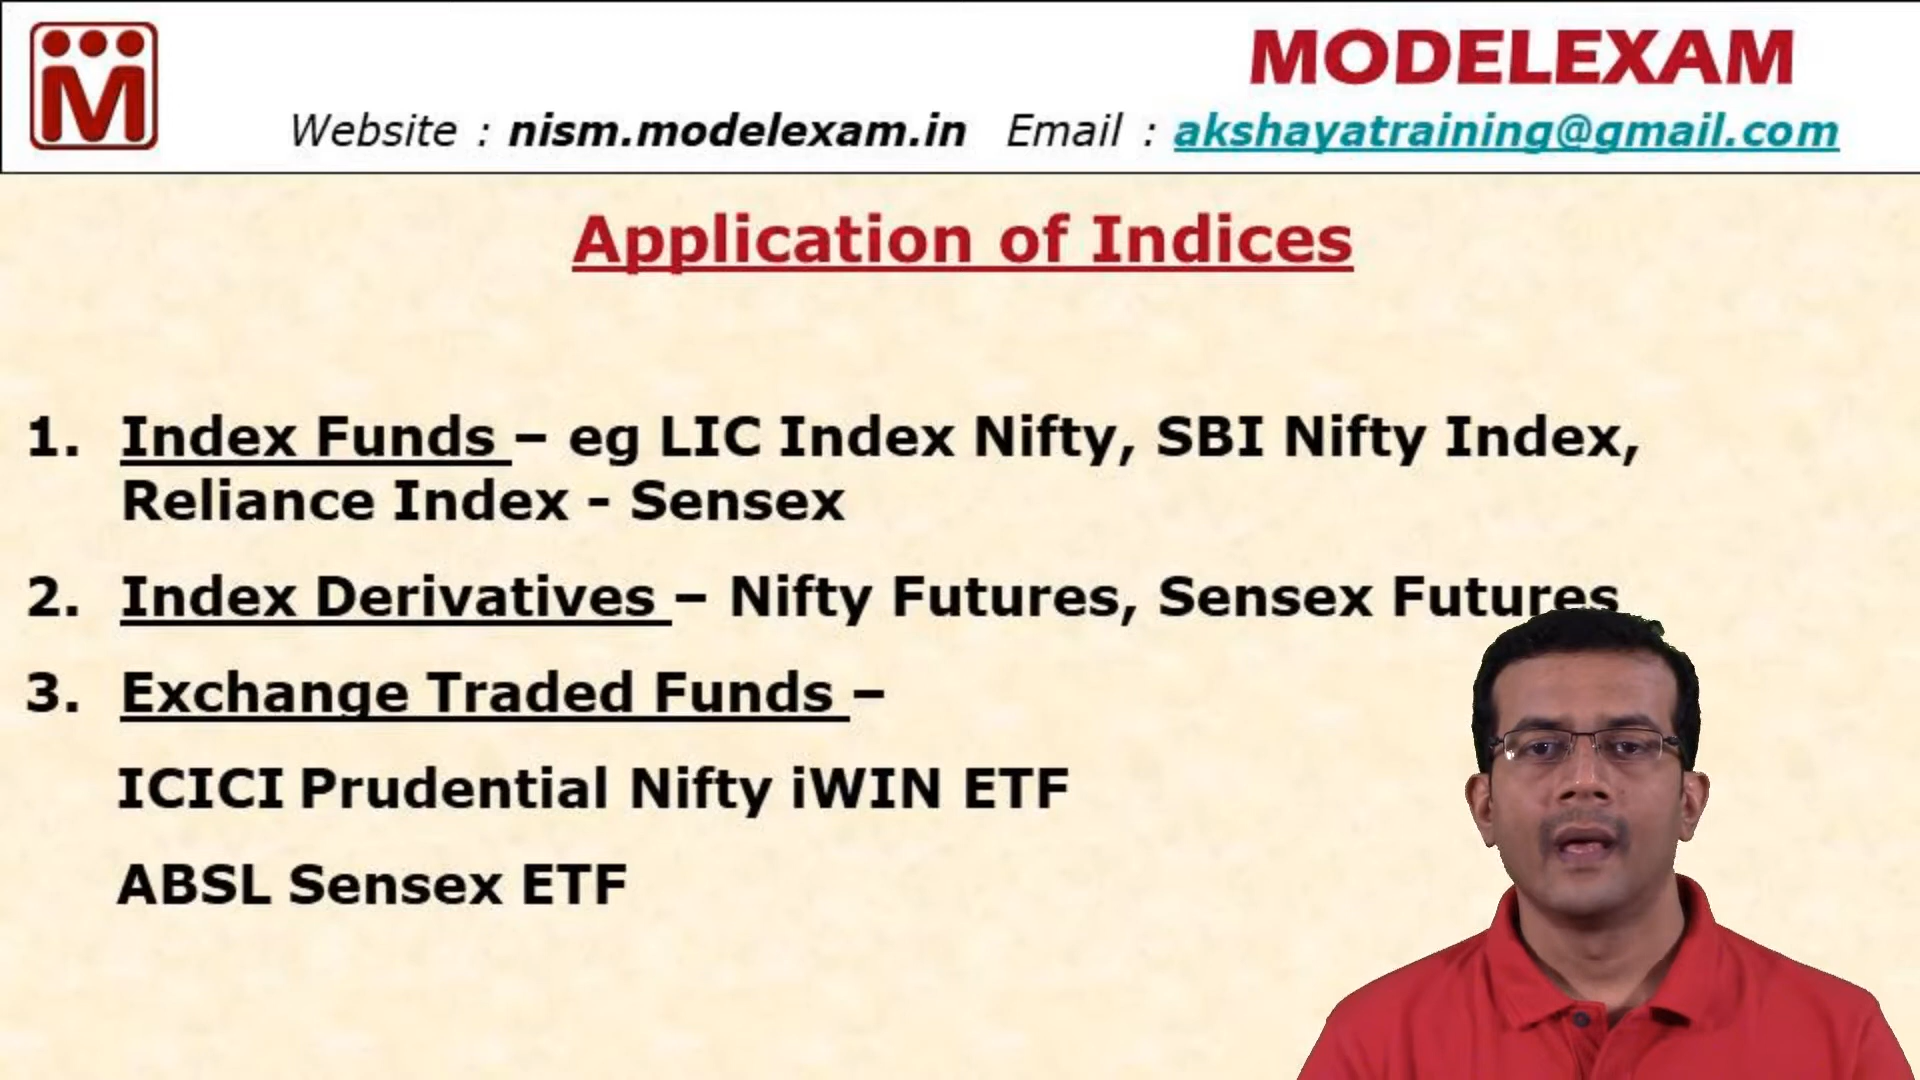 M
MODELEXAM
Website : nism.modelexam.in Email : akshayatraining@gmail.com
Application of Indices
1. Index Funds – eg LIC Index Nifty, SBI Nifty Index,
Reliance Index - Sensex
2. Index Derivatives – Nifty Futures, Sensex Futures
3. Exchange Traded Funds –
ICICI Prudential Nifty iWIN ETF
ABSL Sensex ETF